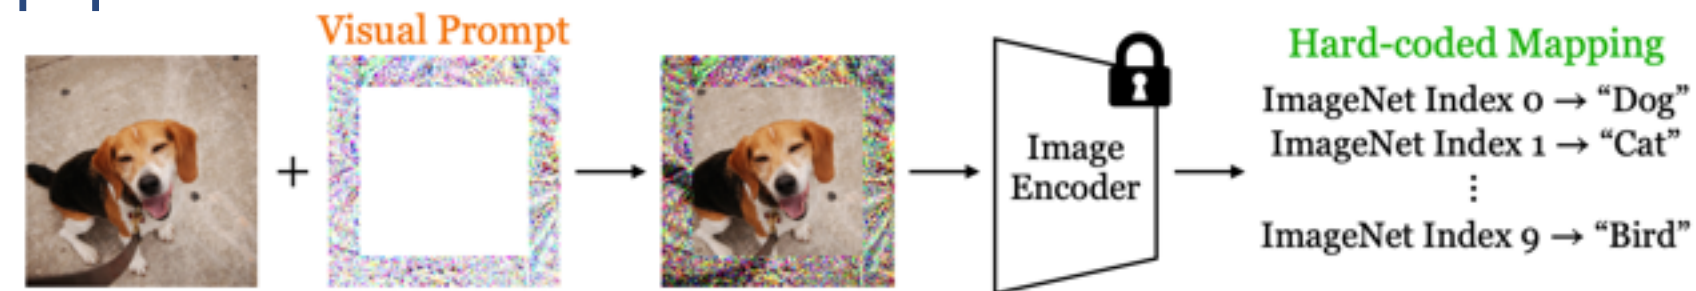 Visual Prompt
+
Image
Encoder
Hard-coded Mapping
ImageNet Index 0 → “Dog”
ImageNet Index 1 → “Cat”
⋮
ImageNet Index 9 → “Bird”